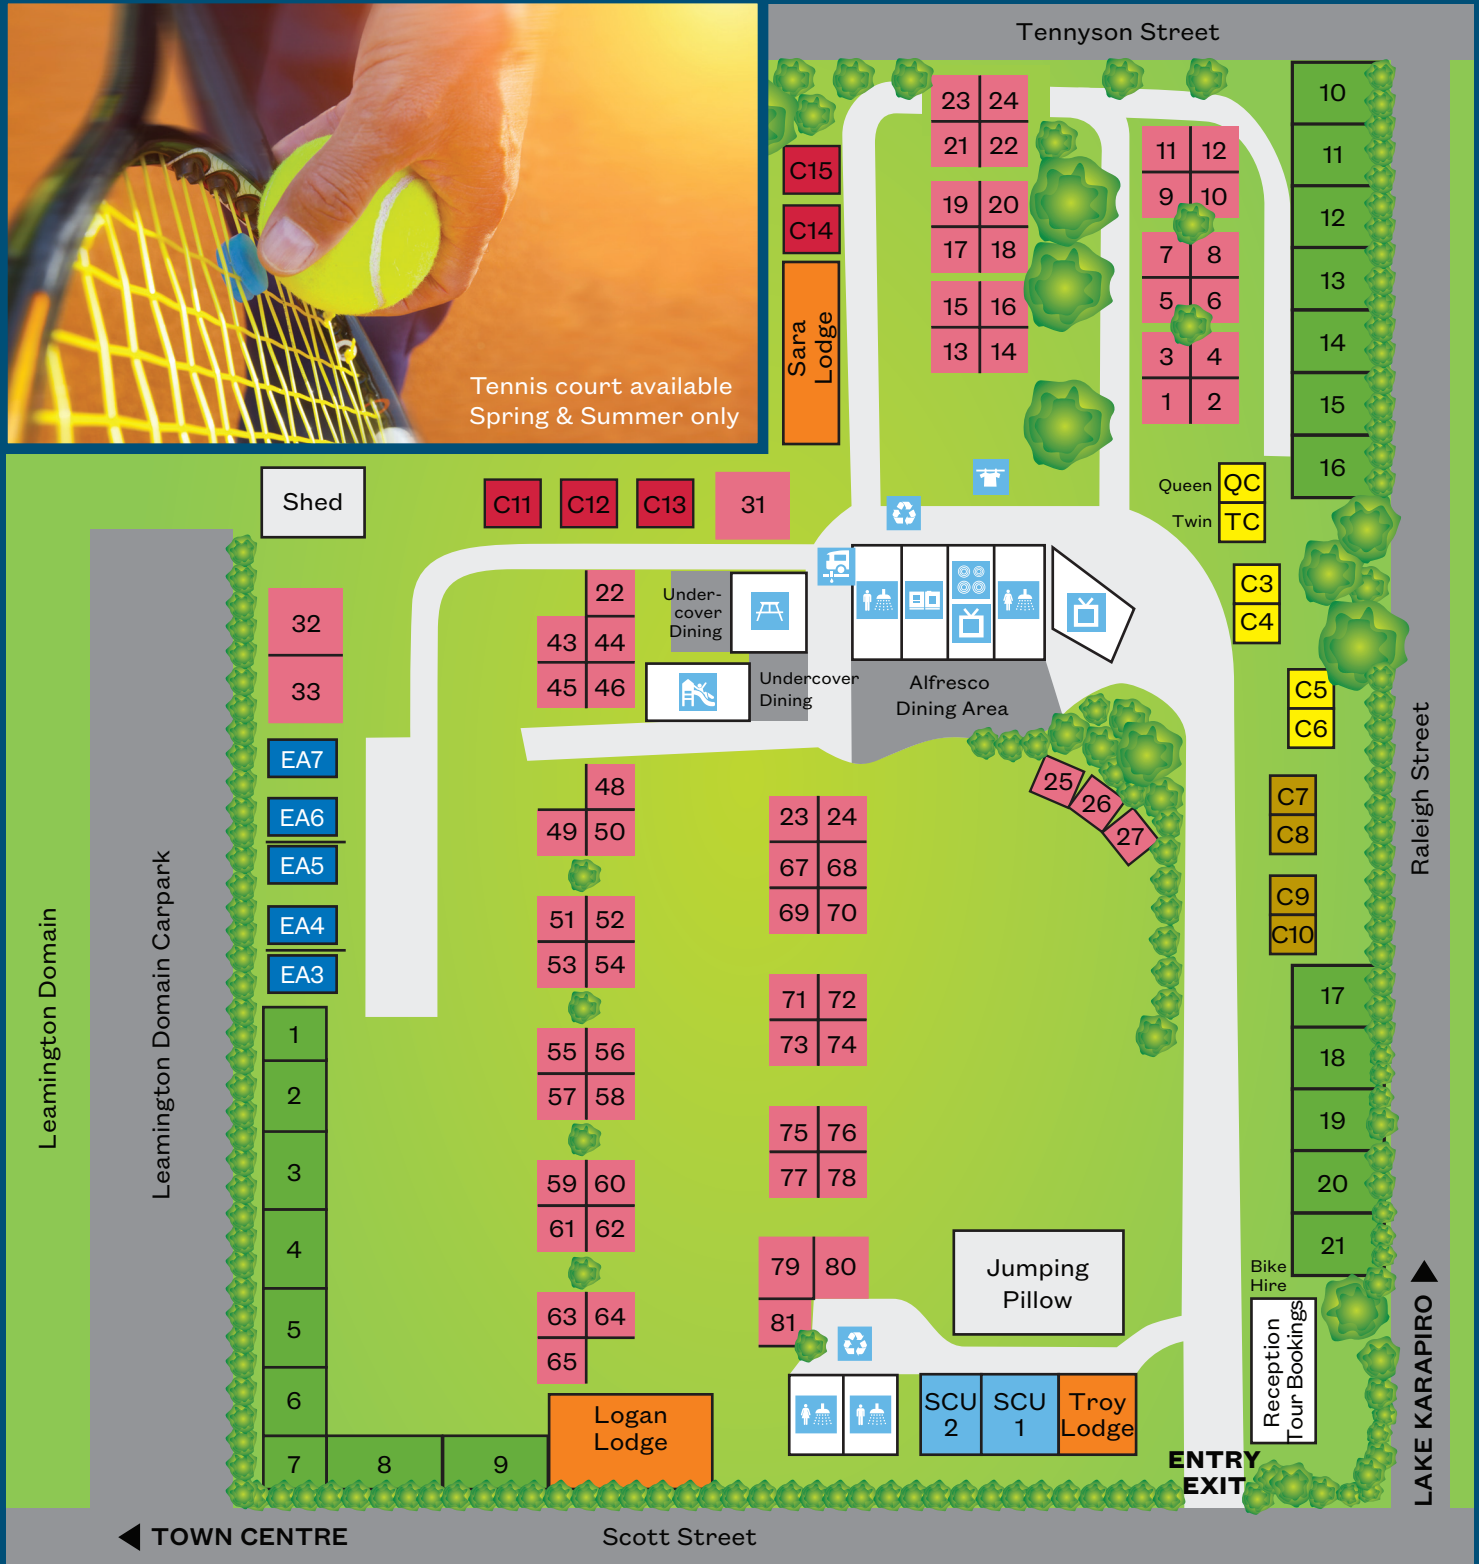 Tennis court available
Spring & Summer only
Tennyson Street
23 24
21 22
19 20
17 18
15 16
13 14
11 12
9 10
7 8
5 6
3 4
1 2
10
11
12
13
14
15
16
C15
C14
Sara
Lodge
Queen QC
Twin TC
C3
C4
C5
C6
C7
C8
C9
C10
17
18
19
20
21
Raleigh Street
LAKE KARAPIRO
Shed
C11 C12 C13 31
32
33
EA7
EA6
EA5
EA4
EA3
1
2
3
4
5
6
7 8 9
Leamington Domain
Leamington Domain Carpark
22
43 44
45 46
Under-
cover
Dining
Undercover
Dining
Alfresco
Dining Area
25
26
27
48
49 50
51 52
53 54
55 56
57 58
59 60
61 62
63 64
65
23 24
67 68
69 70
71 72
73 74
75 76
77 78
79 80
81
Jumping
Pillow
Logan
Lodge
SCU
2
SCU
1
Troy
Lodge
Bike
Hire
Reception
Tour Bookings
ENTRY
EXIT
TOWN CENTRE
Scott Street